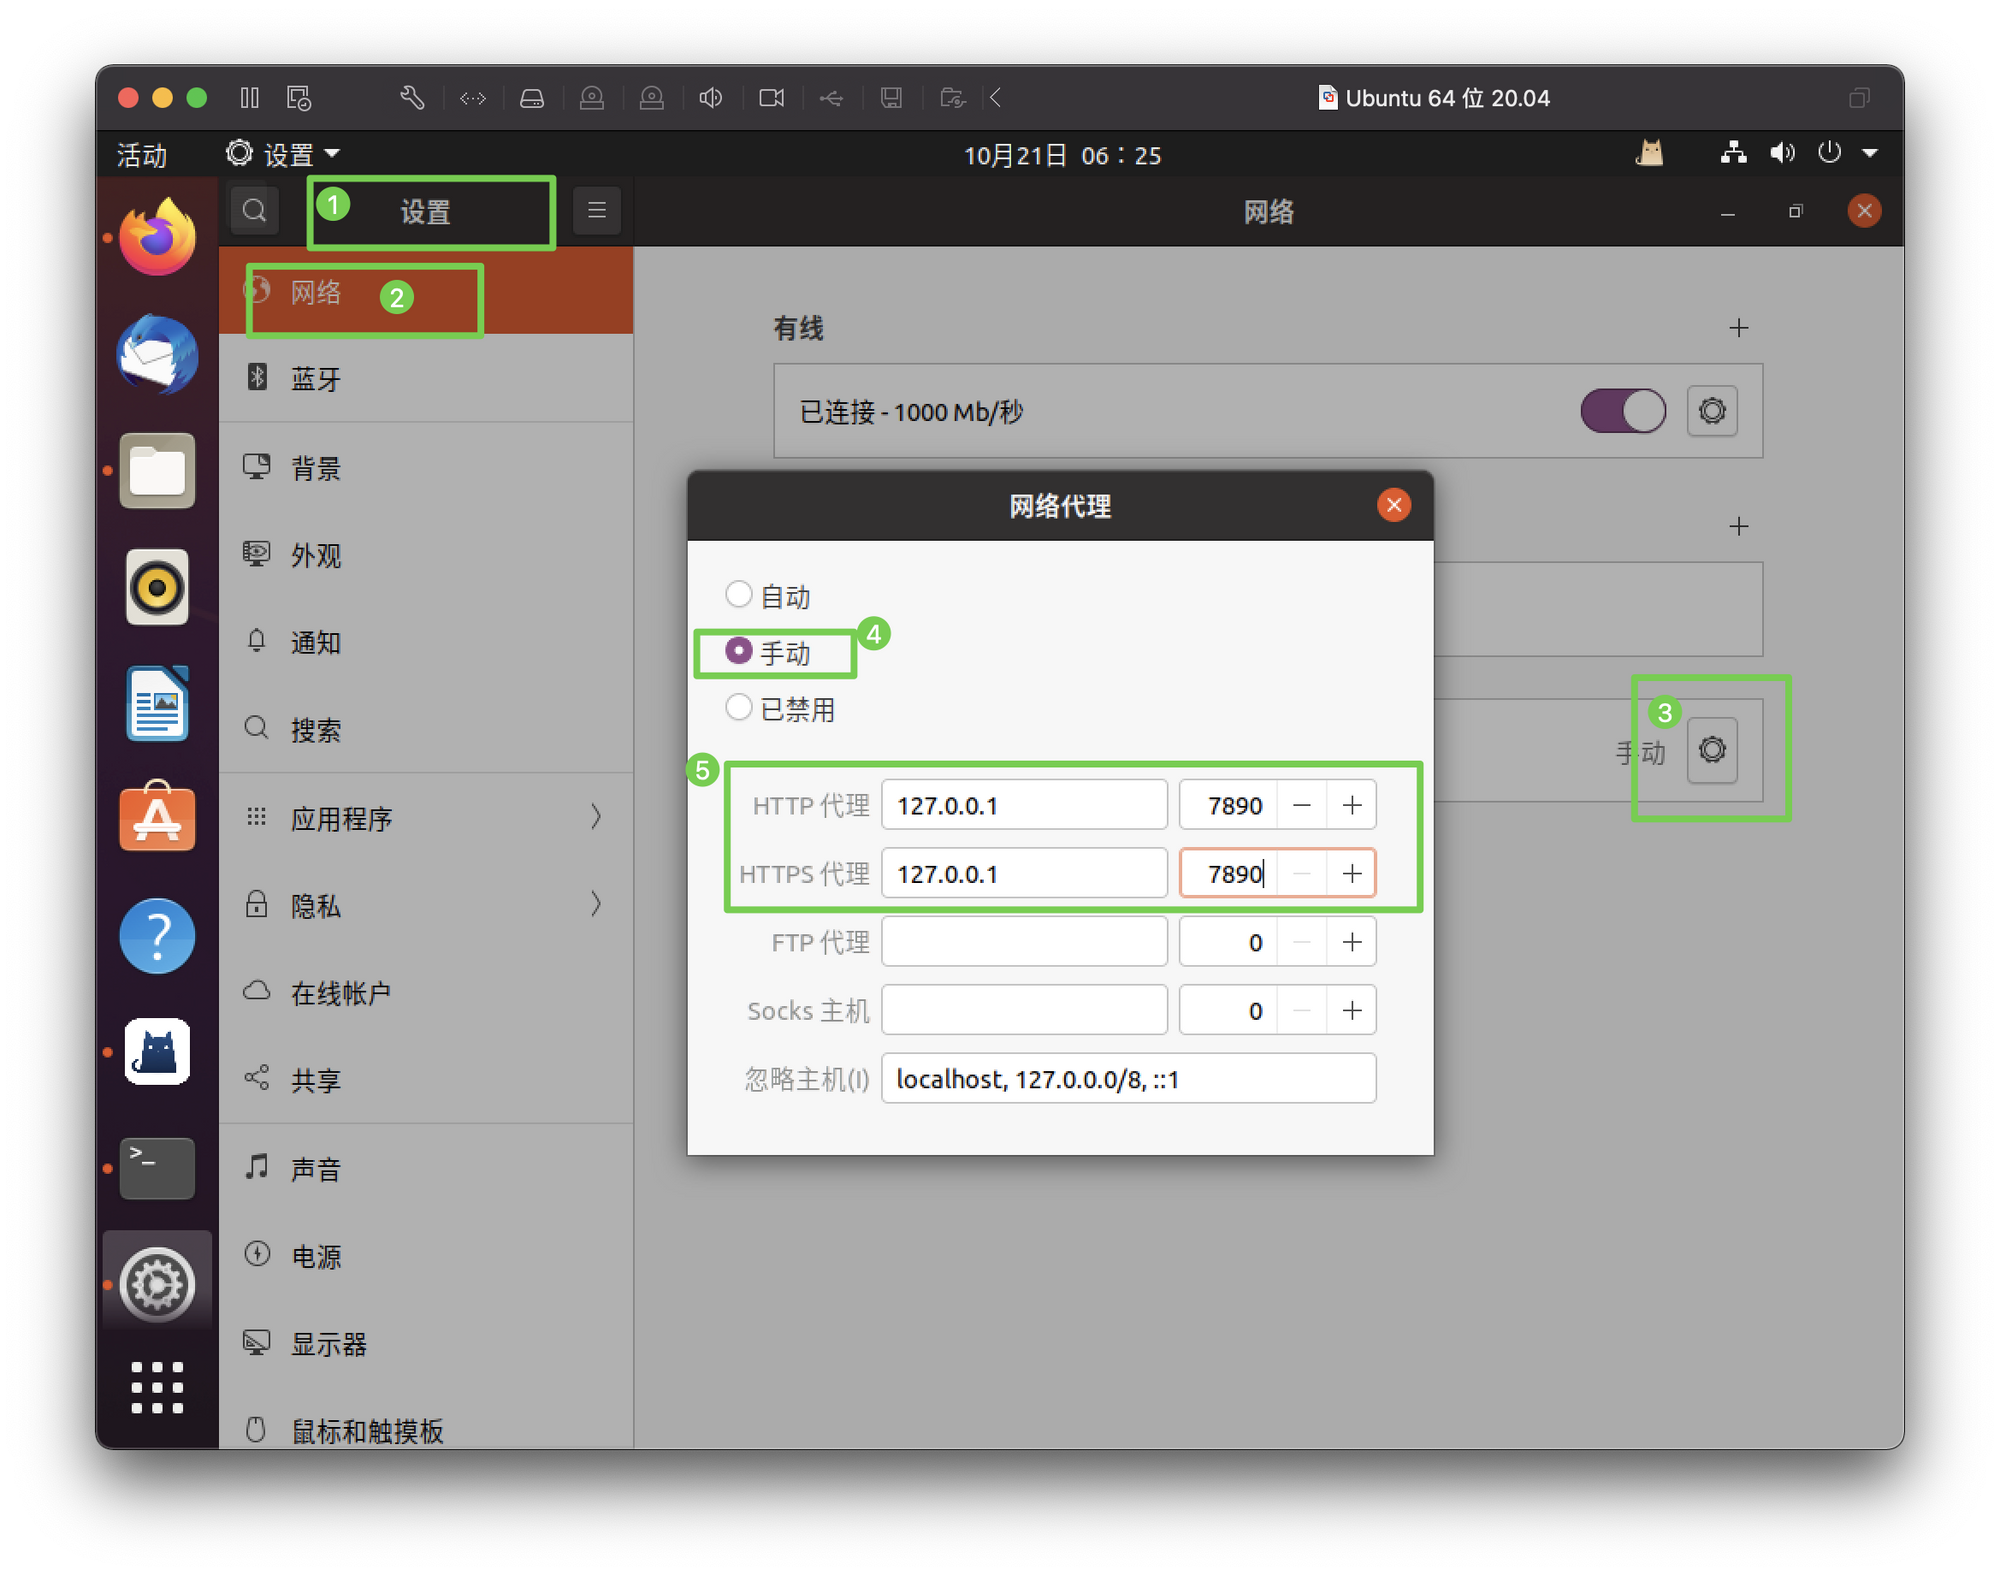 Ubuntu 64 位 20.04
活动
设置
10月21日 06：25
1
设置
网络
网络
2
蓝牙
背景
外观
通知
搜索
应用程序
隐私
在线帐户
共享
声音
电源
显示器
鼠标和触摸板
有线
已连接 - 1000 Mb/秒
3
手动
网络代理
自动
4
手动
已禁用
5
HTTP 代理 127.0.0.1 7890
HTTPS 代理 127.0.0.1 7890
FTP 代理 0
Socks 主机 0
忽略主机(I) localhost, 127.0.0.0/8, ::1